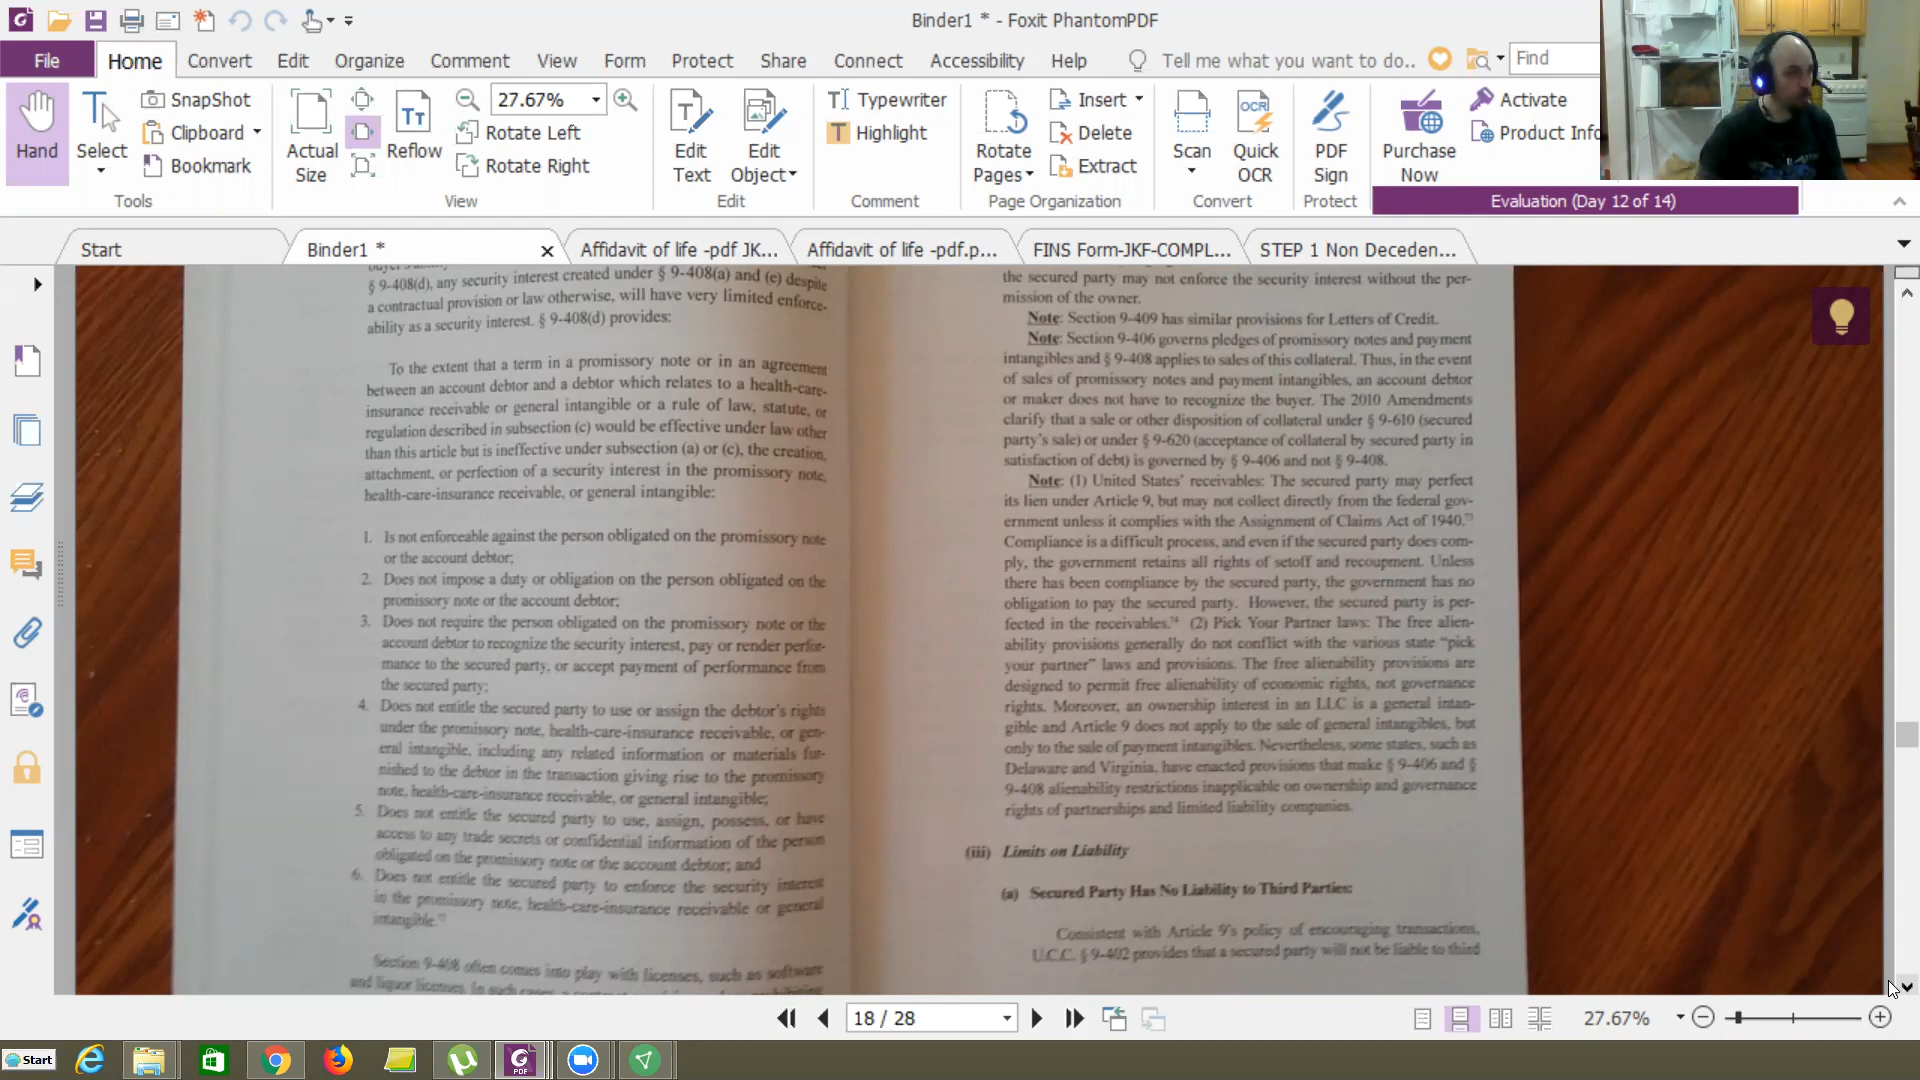 Binder1 * - Foxit PhantomPDF
File
Home
Convert
Edit
Organize
Comment
View
Form
Protect
Share
Connect
Accessibility
Help
Tell me what you want to do..
Find
Hand
Select
SnapShot
Clipboard
Bookmark
Actual
Size
Reflow
27.67%
Rotate Left
Rotate Right
Edit
Text
Edit
Object
Typewriter
Highlight
Rotate
Pages
Insert
Delete
Extract
Scan
OCR
Quick
OCR
PDF
Sign
Purchase
Now
Activate
Product Info
Tools
View
Edit
Comment
Page Organization
Convert
Protect
Evaluation (Day 12 of 14)
Start
Binder1 *
Affidavit of life -pdf JK...
Affidavit of life -pdf.p...
FINS Form-JKF-COMPL...
STEP 1 Non Deceden...
§ 9-408(d), any security interest created under § 9-408(a) and (e) despite
a contractual provision or law otherwise, will have very limited enforce-
ability as a security interest. § 9-408(d) provides:
To the extent that a term in a promissory note or in an agreement
between an account debtor and a debtor which relates to a health-care-
insurance receivable or general intangible or a rule of law, statute, or
regulation described in subsection (c) would be effective under law other
than this article but is ineffective under subsection (a) or (c), the creation,
attachment, or perfection of a security interest in the promissory note,
health-care-insurance receivable, or general intangible:
1. Is not enforceable against the person obligated on the promissory note
or the account debtor;
2. Does not impose a duty or obligation on the person obligated on the
promissory note or the account debtor;
3. Does not require the person obligated on the promissory note or the
account debtor to recognize the security interest, pay or render perfor-
mance to the secured party, or accept payment of performance from
the secured party;
4. Does not entitle the secured party to use or assign the debtor's rights
under the promissory note, health-care-insurance receivable, or gen-
eral intangible, including any related information or materials fur-
nished to the debtor in the transaction giving rise to the promissory
note, health-care-insurance receivable, or general intangible;
5. Does not entitle the secured party to use, assign, possess, or have
access to any trade secrets or confidential information of the person
obligated on the promissory note or the account debtor; and
6. Does not entitle the secured party to enforce the security interest
in the promissory note, health-care-insurance receivable or general
intangible.
Section 9-408 often comes into play with licenses, such as software
and liquor licenses. In such cases, a
the secured party may not enforce the security interest without the per-
mission of the owner.
Note: Section 9-409 has similar provisions for Letters of Credit.
Note: Section 9-406 governs pledges of promissory notes and payment
intangibles and § 9-408 applies to sales of this collateral. Thus, in the event
of sales of promissory notes and payment intangibles, an account debtor
or maker does not have to recognize the buyer. The 2010 Amendments
clarify that a sale or other disposition of collateral under § 9-610 (secured
party's sale) or under § 9-620 (acceptance of collateral by secured party in
satisfaction of debt) is governed by § 9-406 and not § 9-408.
Note: (1) United States' receivables: The secured party may perfect
its lien under Article 9, but may not collect directly from the federal gov-
ernment unless it complies with the Assignment of Claims Act of 1940.73
Compliance is a difficult process, and even if the secured party does com-
ply, the government retains all rights of setoff and recoupment. Unless
there has been compliance by the secured party, the government has no
obligation to pay the secured party. However, the secured party is per-
fected in the receivables.74 (2) Pick Your Partner laws: The free alien-
ability provisions generally do not conflict with the various state "pick
your partner" laws and provisions. The free alienability provisions are
designed to permit free alienability of economic rights, not governance
rights. Moreover, an ownership interest in an LLC is a general intan-
gible and Article 9 does not apply to the sale of general intangibles, but
only to the sale of payment intangibles. Nevertheless, some states, such as
Delaware and Virginia, have enacted provisions that make § 9-406 and §
9-408 alienability restrictions inapplicable on ownership and governance
rights of partnerships and limited liability companies.
(iii) Limits on Liability
(a) Secured Party Has No Liability to Third Parties:
Consistent with Article 9's policy of encouraging transactions,
U.C.C. § 9-402 provides that a secured party will not be liable to third
18 / 28
27.67%
Start